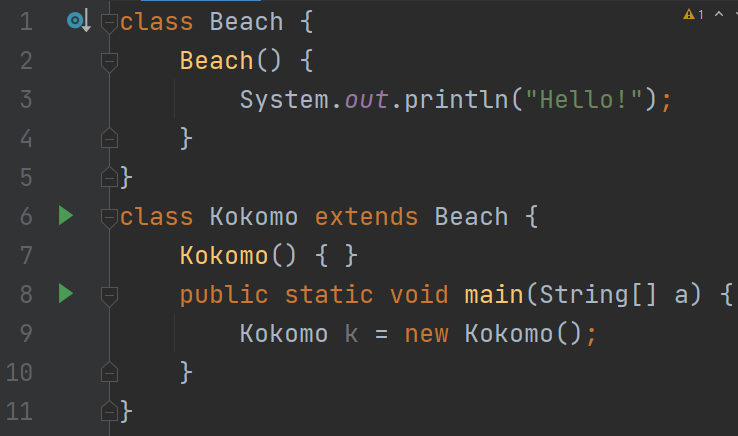 1 class Beach { 1
2 Beach() {
3 System.out.println("Hello!");
4 }
5 }
6 class Kokomo extends Beach {
7 Kokomo() { }
8 public static void main(String[] a) {
9 Kokomo k = new Kokomo();
10 }
11 }